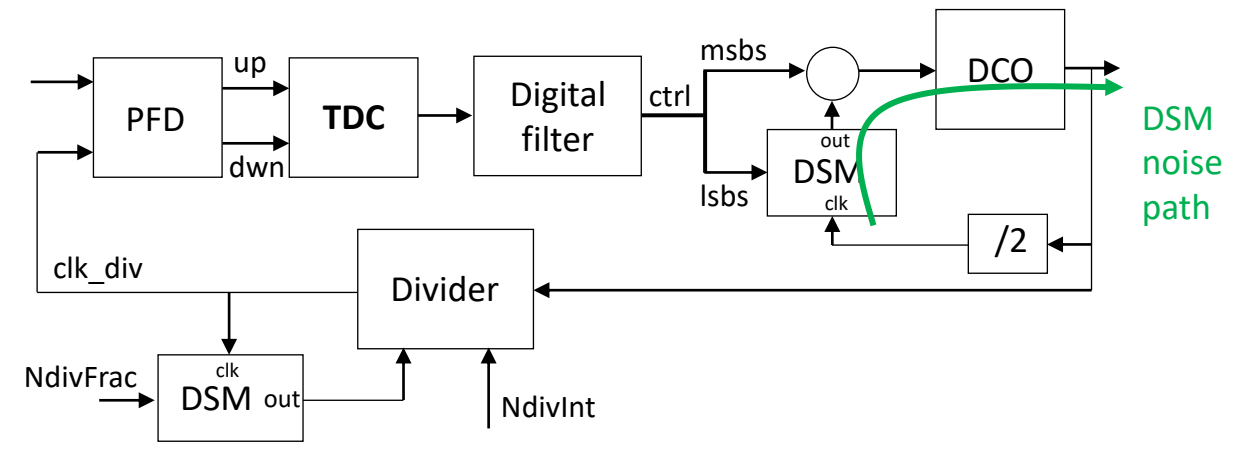 up
PFD
dwn
TDC
Digital
filter
ctrl
msbs
lsbs
out
DSM
clk
DCO
DSM
noise
path
/2
clk_div
Divider
NdivFrac
clk
DSM out
NdivInt